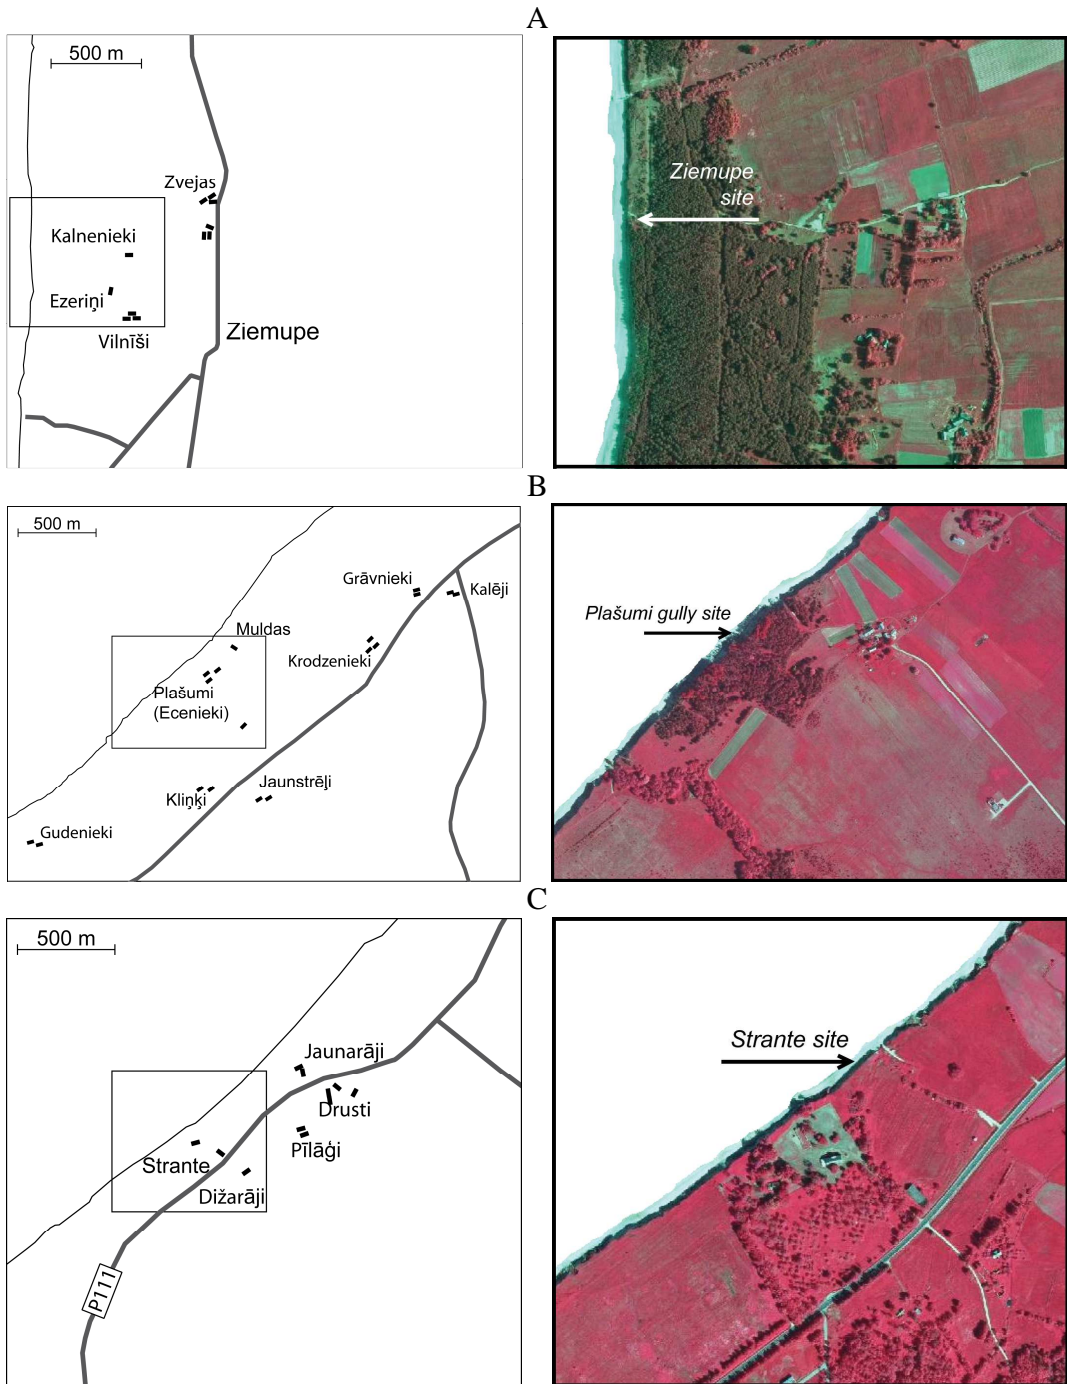 A
500 m
Zvejas
Kalnenieki
Ezeriņi
Vilnīši
Ziemupe
Ziemupe
site
B
500 m
Grāvnieki
Kalēji
Muldas
Krodzenieki
Plašumi
(Ecenieki)
Jaunstrēļi
Kliņķi
Gudenieki
Plašumi gully site
C
500 m
Jaunarāji
Drusti
Pīlāģi
Strante
Dižarāji
P111
Strante site